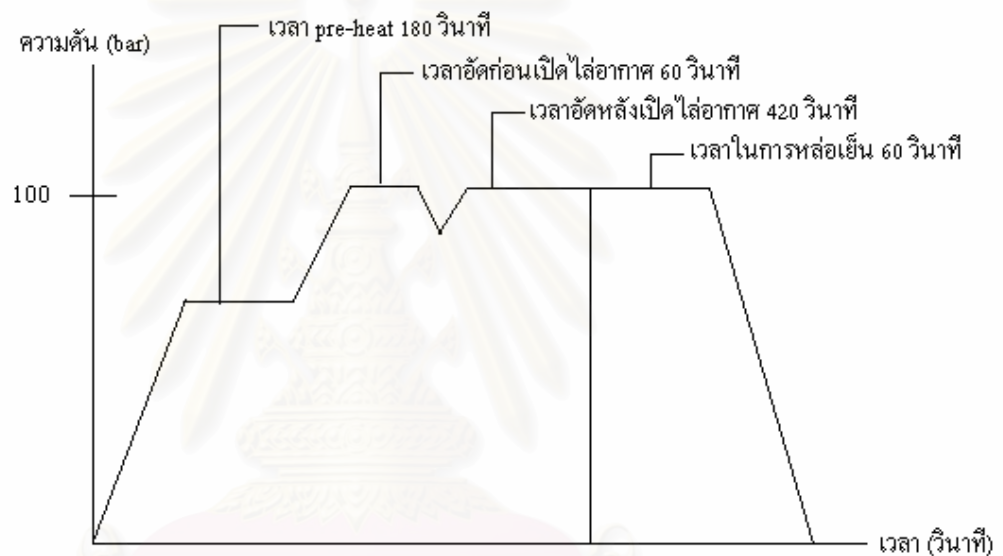 เวลา pre-heat 180 วินาที
ความดัน (bar)
เวลาอัดก่อนเปิดไล่อากาศ 60 วินาที
เวลาอัดหลังเปิดไล่อากาศ 420 วินาที
เวลาในการหล่อเย็น 60 วินาที
100
เวลา (วินาที)